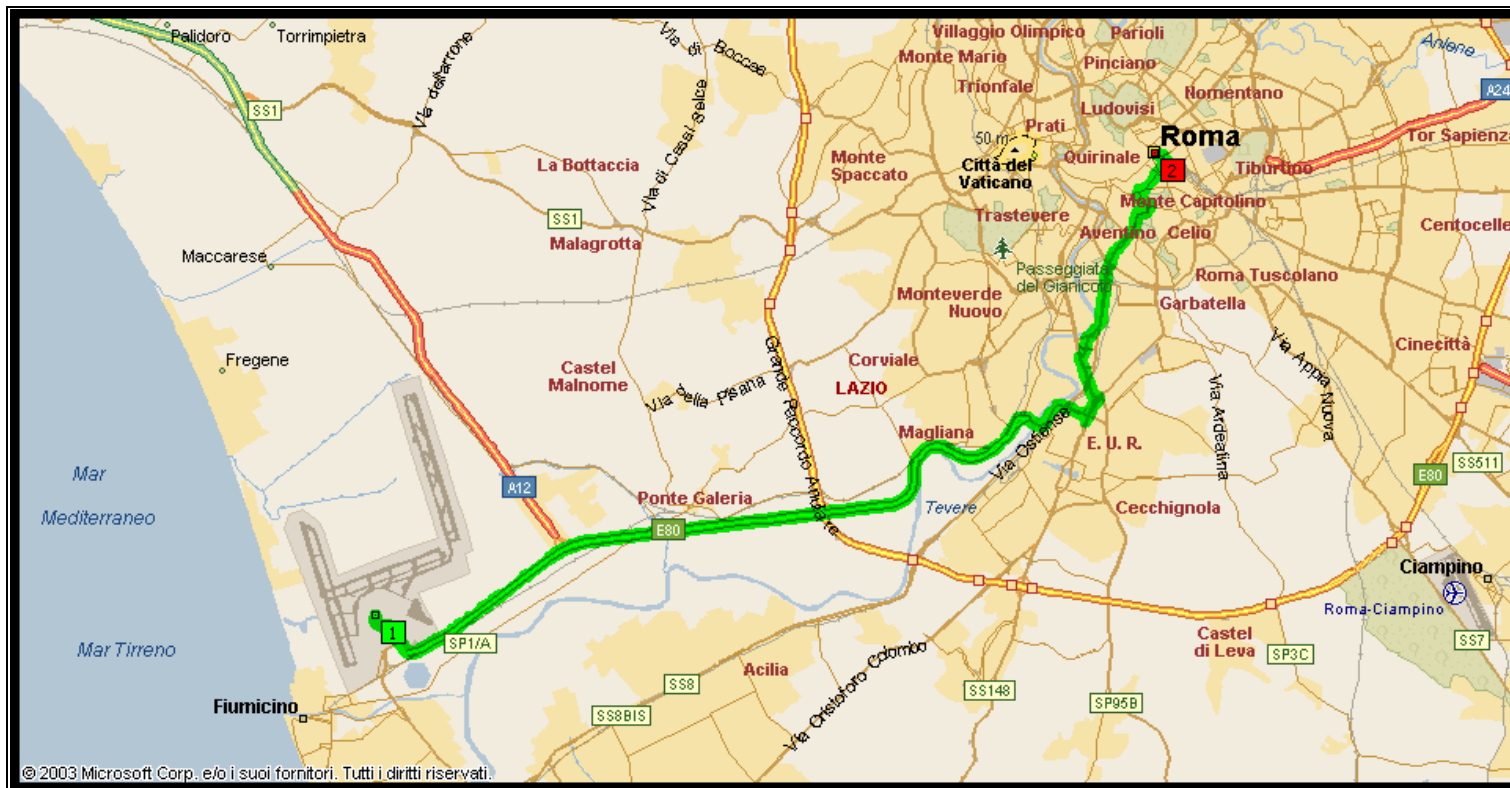 Palidoro
Torrimpietra
Via dell'arrone
Via di Boccea
Via di Casal Selce
Villaggio Olimpico
Parioli
Monte Mario
Pinciano
Aniene
Trionfale
Nomentano
A24
SS1
Ludovisi
50 m
Prati
Roma
Tor Sapienza
La Bottaccia
Monte
Spaccato
Città del
Vaticano
Quirinale
2
Tiburtino
SS1
Malagrotta
Trastevere
Monte Capitolino
Aventino
Celio
Centocelle
Maccarese
Passeggiata
del Gianicolo
Roma Tuscolano
Monteverde
Nuovo
Garbatella
Fregene
Castel
Malnome
Via della Pisana
Grande Raccordo Anulare
Corviale
LAZIO
Via Appia Nuova
Cinecittà
Via Ardeatina
Magliana
Via Ostiense
E. U. R.
Mar
Mediterraneo
A12
Ponte Galeria
E80
Tevere
Cecchignola
E80
SS511
Ciampino
Roma-Ciampino
1
SP1/A
Mar Tirreno
Castel
di Leva
SP3C
SS7
Acilia
SS8
Via Cristoforo Colombo
SS148
SP95B
Fiumicino
SS8BIS
© 2003 Microsoft Corp. e/o i suoi fornitori. Tutti i diritti riservati.